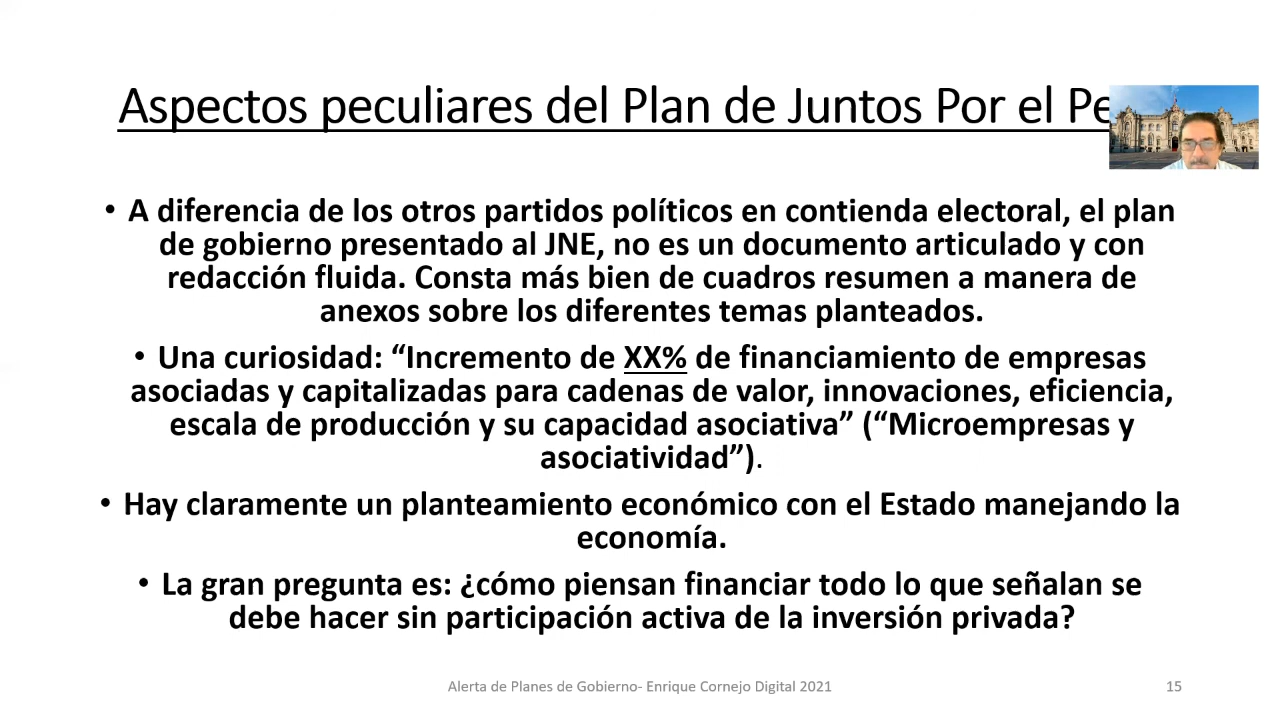 Aspectos peculiares del Plan de Juntos Por el
• A diferencia de los otros partidos políticos en contienda electoral, el plan
de gobierno presentado al JNE, no es un documento articulado y con
redacción fluida. Consta más bien de cuadros resumen a manera de
anexos sobre los diferentes temas planteados.
• Una curiosidad: “Incremento de XX% de financiamiento de empresas
asociadas y capitalizadas para cadenas de valor, innovaciones, eficiencia,
escala de producción y su capacidad asociativa” (“Microempresas y
asociatividad”).
• Hay claramente un planteamiento económico con el Estado manejando la
economía.
• La gran pregunta es: ¿cómo piensan financiar todo lo que señalan se
debe hacer sin participación activa de la inversión privada?
Alerta de Planes de Gobierno- Enrique Cornejo Digital 2021
15